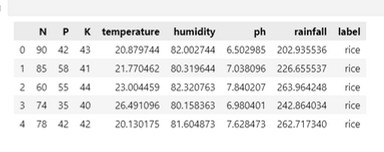 N P K temperature humidity ph rainfall label
0 90 42 43 20.879744 82.002744 6.502985 202.935536 rice
1 85 58 41 21.770462 80.319644 7.038096 226.655537 rice
2 60 55 44 23.004459 82.320763 7.840207 263.964248 rice
3 74 35 40 26.491096 80.158363 6.980401 242.864034 rice
4 78 42 42 20.130175 81.604873 7.628473 262.717340 rice